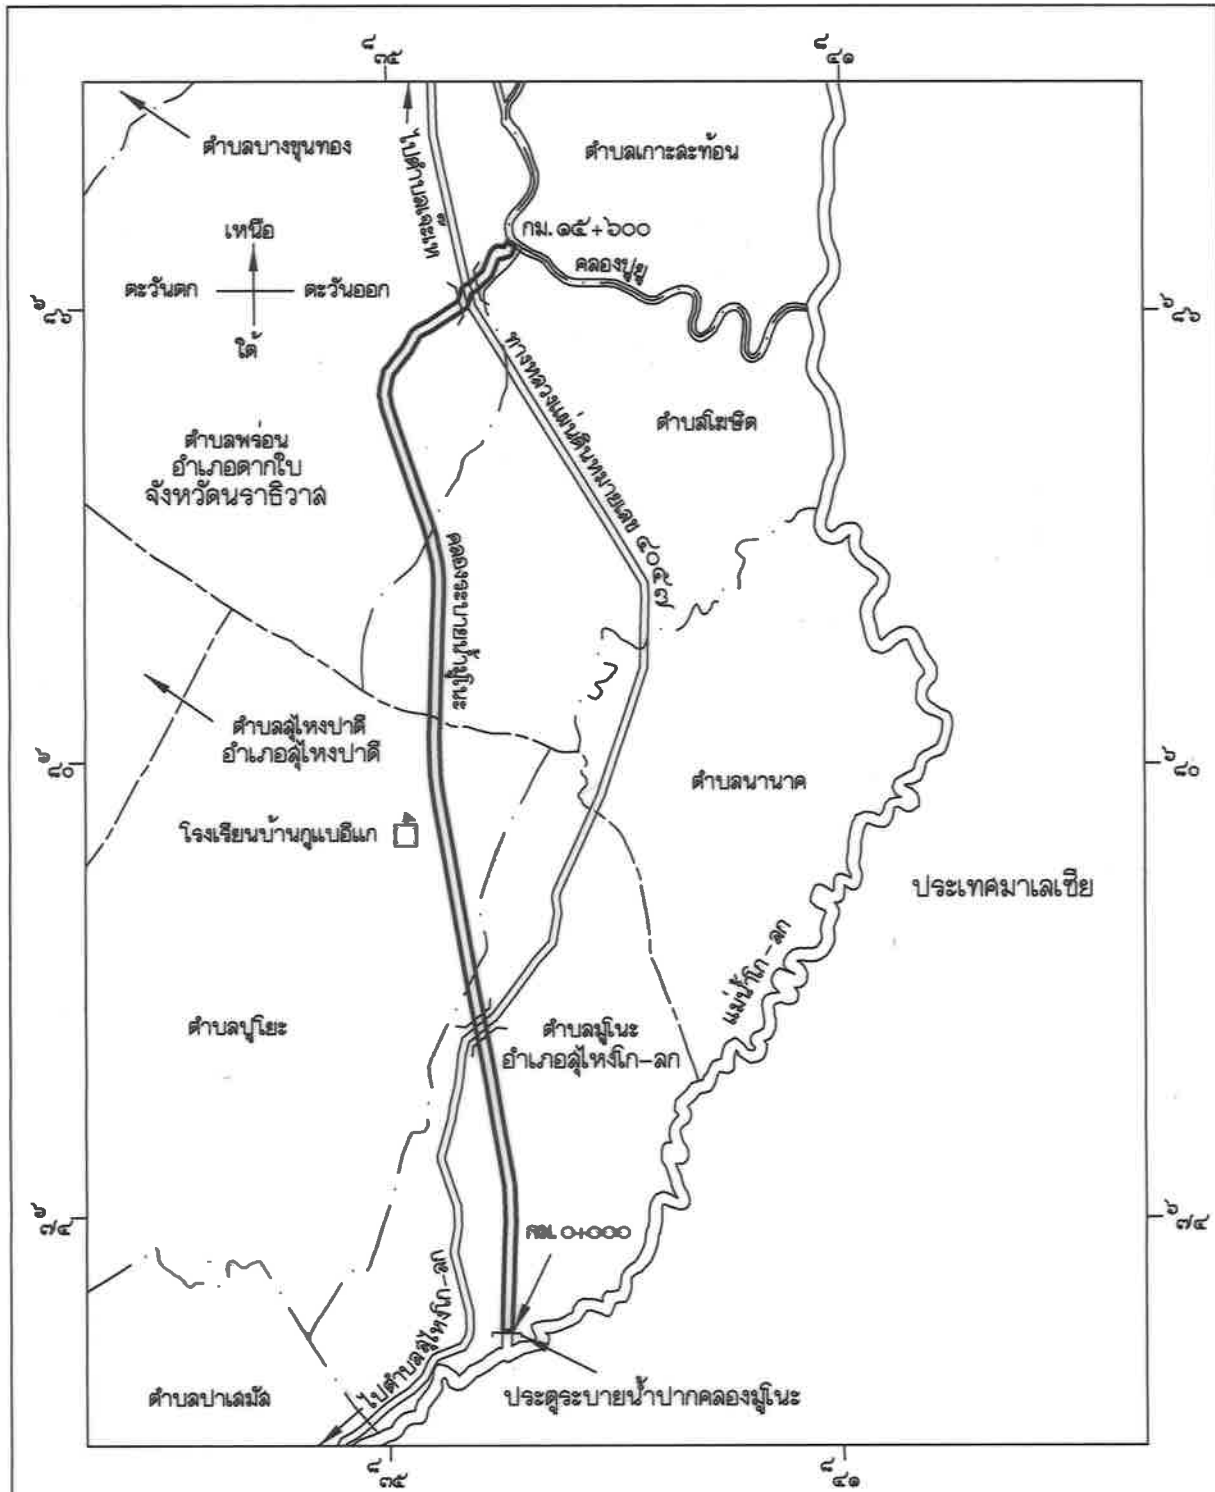 ๘๓๕
๘๔๑
ตำบลบางขุนทอง
ไปตำบลเจ๊ะเห
ตำบลเกาะสะท้อน
กม. ๑๕+๖๐๐
เหนือ
คลองปูยู
ตะวันตก
ตะวันออก
ใต้
๖๘๖
๖๘๖
ทางหลวงแผ่นดินหมายเลข ๔๐๕๗
ตำบลโฆษิต
ตำบลพร่อน
อำเภอตากใบ
จังหวัดนราธิวาส
คลองระบายน้ำมูโนะ
ตำบลสุไหงปาดี
อำเภอสุไหงปาดี
๖๘๐
๖๘๐
ตำบลนานาค
โรงเรียนบ้านกูแบอีแก
ประเทศมาเลเซีย
แม่น้ำโก-ลก
ตำบลปูโยะ
ตำบลมูโนะ
อำเภอสุไหงโก-ลก
๖๗๔
๖๗๔
กม. ๐+๐๐๐
ไปตำบลสุไหงโก-ลก
ตำบลปาเสมัส
ประตูระบายน้ำปากคลองมูโนะ
๘๓๕
๘๔๑